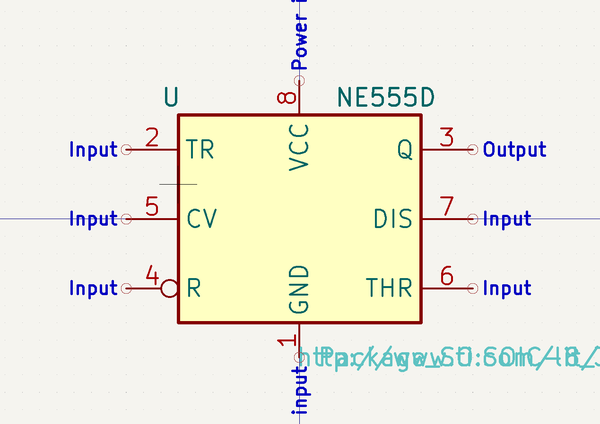 Power i
U
NE555D
8
Input
2
TR
VCC
Q
3
Output
Input
5
CV
DIS
7
Input
Input
4
R
GND
THR
6
Input
1
input